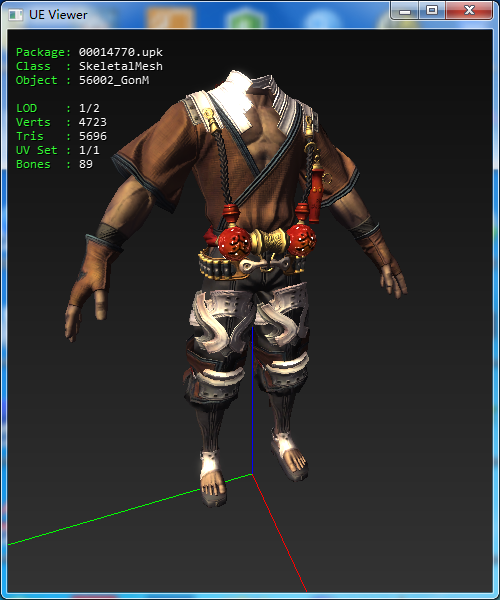 UE Viewer
Package: 00014770.upk
Class : SkeletalMesh
Object : 56002_GonM
LOD : 1/2
Verts : 4723
Tris : 5696
UV Set : 1/1
Bones : 89